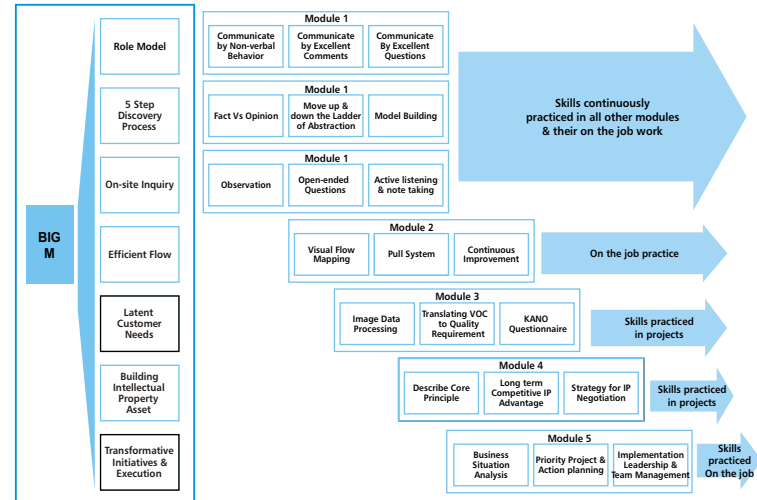 BIG
M
Role Model
5 Step
Discovery
Process
On-site Inquiry
Efficient Flow
Latent
Customer
Needs
Building
Intellectual
Property
Asset
Transformative
Initiatives &
Execution
Module 1
Communicate
by Non-verbal
Behavior
Communicate
by Excellent
Comments
Communicate
By Excellent
Questions
Module 1
Fact Vs Opinion
Move up &
down the Ladder
of Abstraction
Model Building
Module 1
Observation
Open-ended
Questions
Active listening
& note taking
Skills continuously
practiced in all other modules
& their on the job work
Module 2
Visual Flow
Mapping
Pull System
Continuous
Improvement
On the job practice
Module 3
Image Data
Processing
Translating VOC
to Quality
Requirement
KANO
Questionnaire
Skills practiced
in projects
Module 4
Describe Core
Principle
Long term
Competitive IP
Advantage
Strategy for IP
Negotiation
Skills practiced
in projects
Module 5
Business
Situation
Analysis
Priority Project &
Action planning
Implementation
Leadership &
Team Management
Skills
practiced
On the job